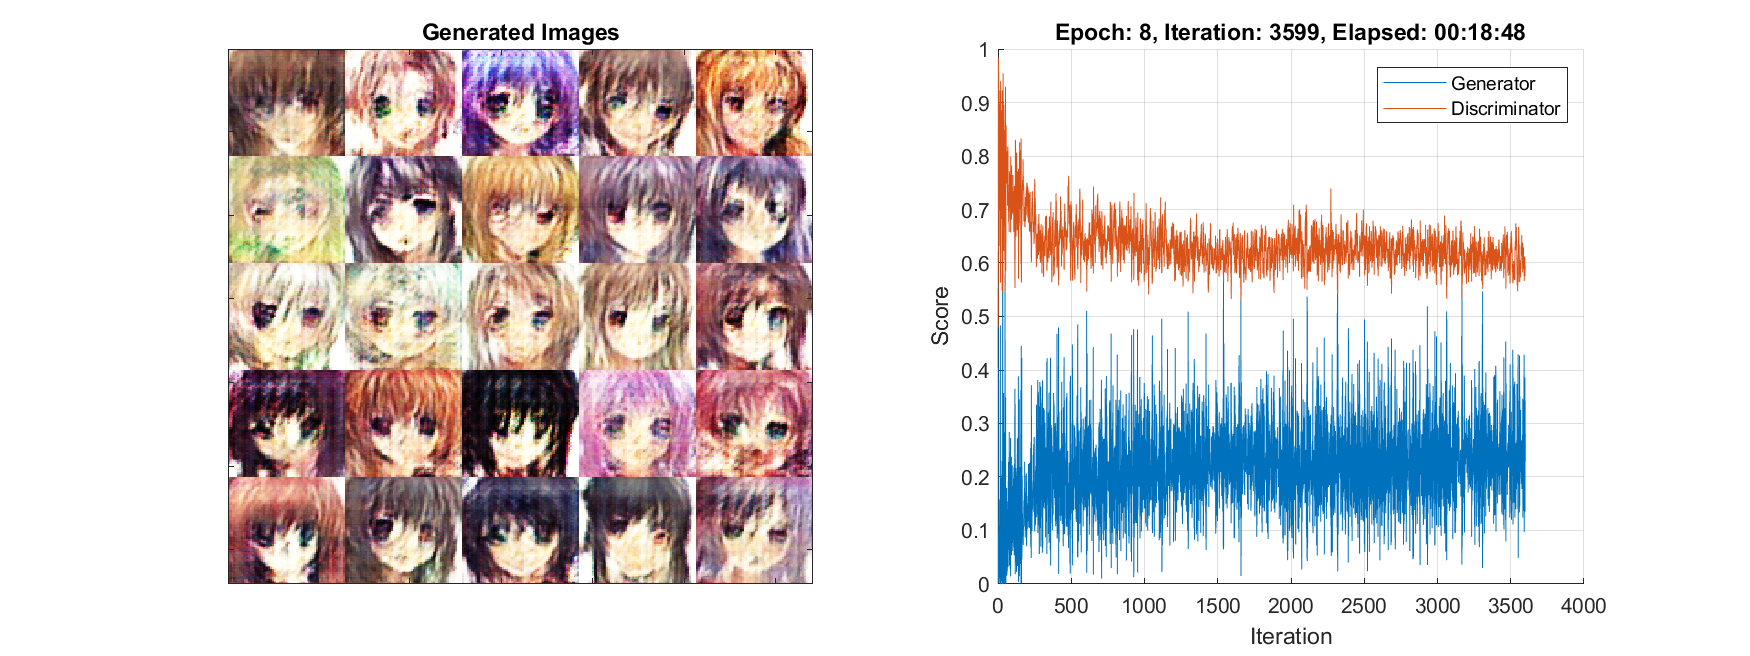 Generated Images
Epoch: 8, Iteration: 3599, Elapsed: 00:18:48
Generator
Discriminator
Score
1
0.9
0.8
0.7
0.6
0.5
0.4
0.3
0.2
0.1
0
0 500 1000 1500 2000 2500 3000 3500 4000
Iteration